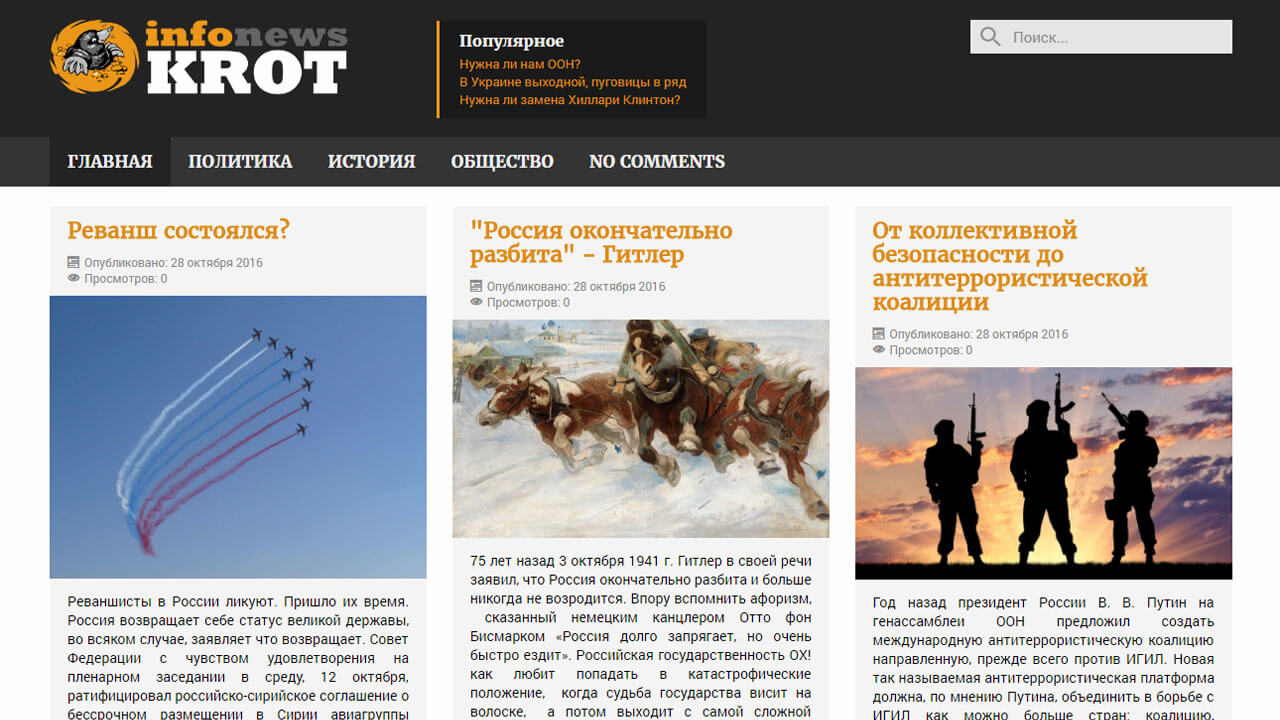 infonews
KROT
Популярное
Нужна ли нам ООН?
В Украине выходной, пуговицы в ряд
Нужна ли замена Хиллари Клинтон?
Поиск...
ГЛАВНАЯ ПОЛИТИКА ИСТОРИЯ ОБЩЕСТВО NO COMMENTS
Реванш состоялся?
Опубликовано: 28 октября 2016
Просмотров: 0
Реваншисты в России ликуют. Пришло их время.
Россия возвращает себе статус великой державы,
во всяком случае, заявляет что возвращает. Совет
Федерации с чувством удовлетворения на
пленарном заседании в среду, 12 октября,
ратифицировал российско-сирийское соглашение о
бессрочном размещении в Сирии авиагруппы
"Россия окончательно
разбита" - Гитлер
Опубликовано: 28 октября 2016
Просмотров: 0
75 лет назад 3 октября 1941 г. Гитлер в своей речи
заявил, что Россия окончательно разбита и больше
никогда не возродится. Впору вспомнить афоризм,
сказанный немецким канцлером Отто фон
Бисмарком «Россия долго запрягает, но очень
быстро ездит». Российская государственность ОХ!
как любит попадать в катастрофические
положение, когда судьба государства висит на
волоске, а потом выходит с самой сложной
От коллективной
безопасности до
антитеррористической
коалиции
Опубликовано: 28 октября 2016
Просмотров: 0
Год назад президент России В. В. Путин на
генассамблеи ООН предложил создать
международную антитеррористическую коалицию
направленную, прежде всего против ИГИЛ. Новая
так называемая антитеррористическая платформа
должна, по мнению Путина, объединить в борьбе с
ИГИЛ как можно больше стран: коалицию,